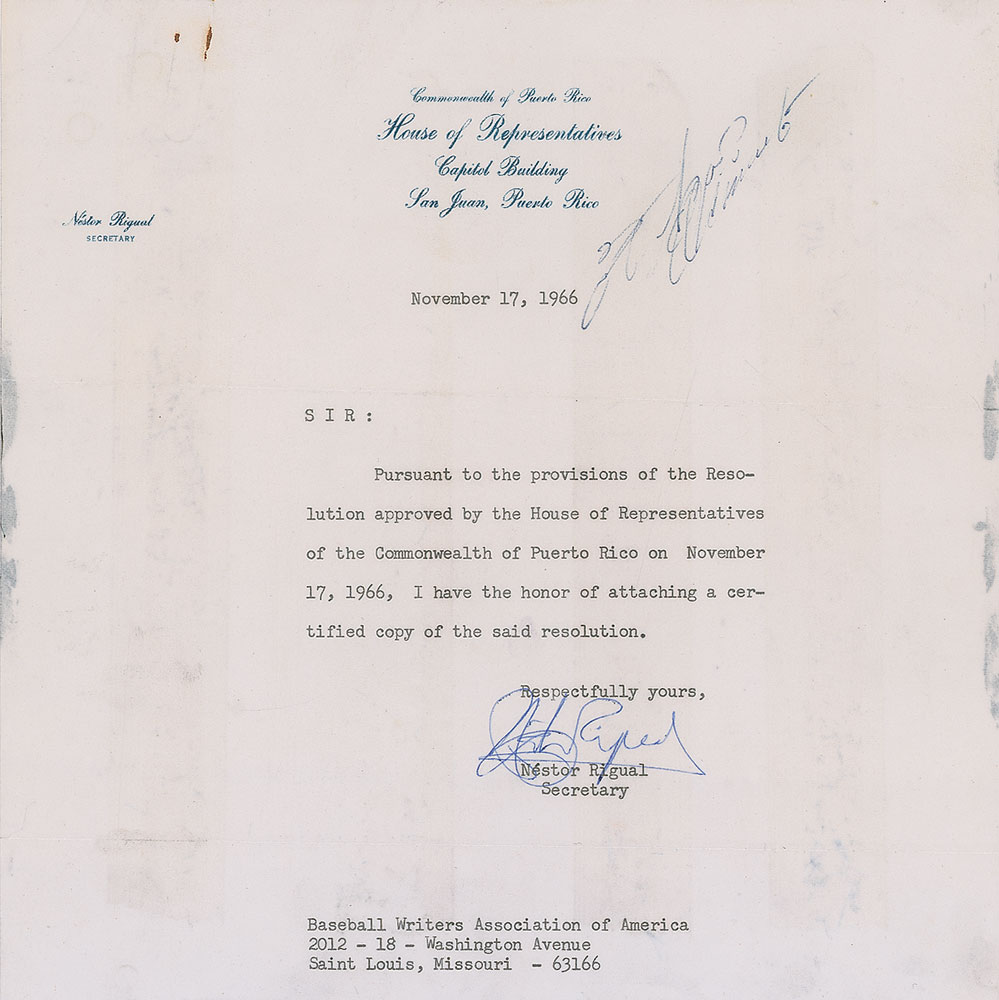 Commonwealth of Puerto Rico
House of Representatives
Capitol Building
San Juan, Puerto Rico
Néstor Rigual
SECRETARY
November 17, 1966
S I R :
Pursuant to the provisions of the Reso-
lution approved by the House of Representatives
of the Commonwealth of Puerto Rico on November
17, 1966, I have the honor of attaching a cer-
tified copy of the said resolution.
Respectfully yours,
Néstor Rigual
Secretary
Baseball Writers Association of America
2012 - 18 - Washington Avenue
Saint Louis, Missouri - 63166